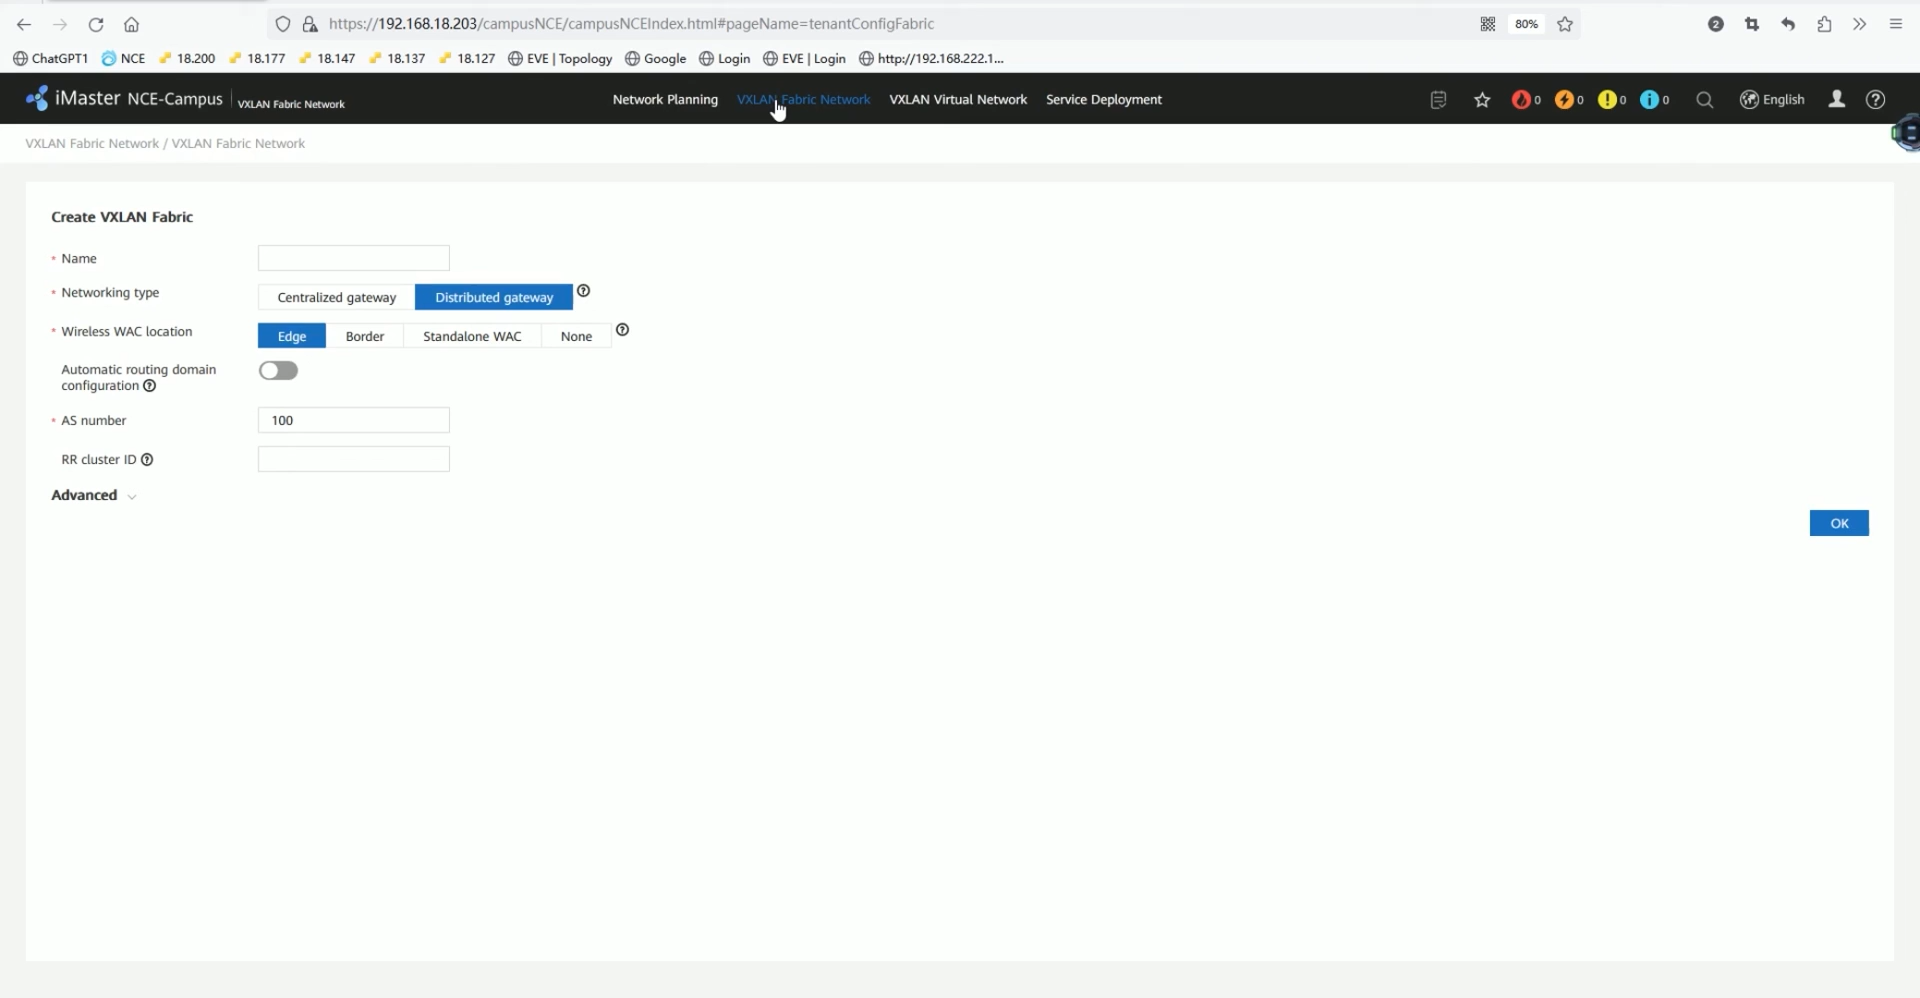 https://192.168.18.203/campusNCE/campusNCEIndex.html#pageName=tenantConfigFabric 80% 2
ChatGPT1 NCE 18.200 18.177 18.147 18.137 18.127 EVE | Topology Google Login EVE | Login http://192.168.222.1...
iMaster NCE-Campus VXLAN Fabric Network Network Planning VXLAN Fabric Network VXLAN Virtual Network Service Deployment 0 0 0 0 English
VXLAN Fabric Network / VXLAN Fabric Network
Create VXLAN Fabric
* Name
* Networking type Centralized gateway Distributed gateway
* Wireless WAC location Edge Border Standalone WAC None
Automatic routing domain
configuration
* AS number 100
RR cluster ID
Advanced
OK